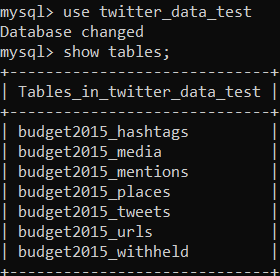 mysql> use twitter_data_test
Database changed
mysql> show tables;
+-----------------------------+
| Tables_in_twitter_data_test |
+-----------------------------+
| budget2015_hashtags
| budget2015_media
| budget2015_mentions
| budget2015_places
| budget2015_tweets
| budget2015_urls
| budget2015_withheld
+-----------------------------+